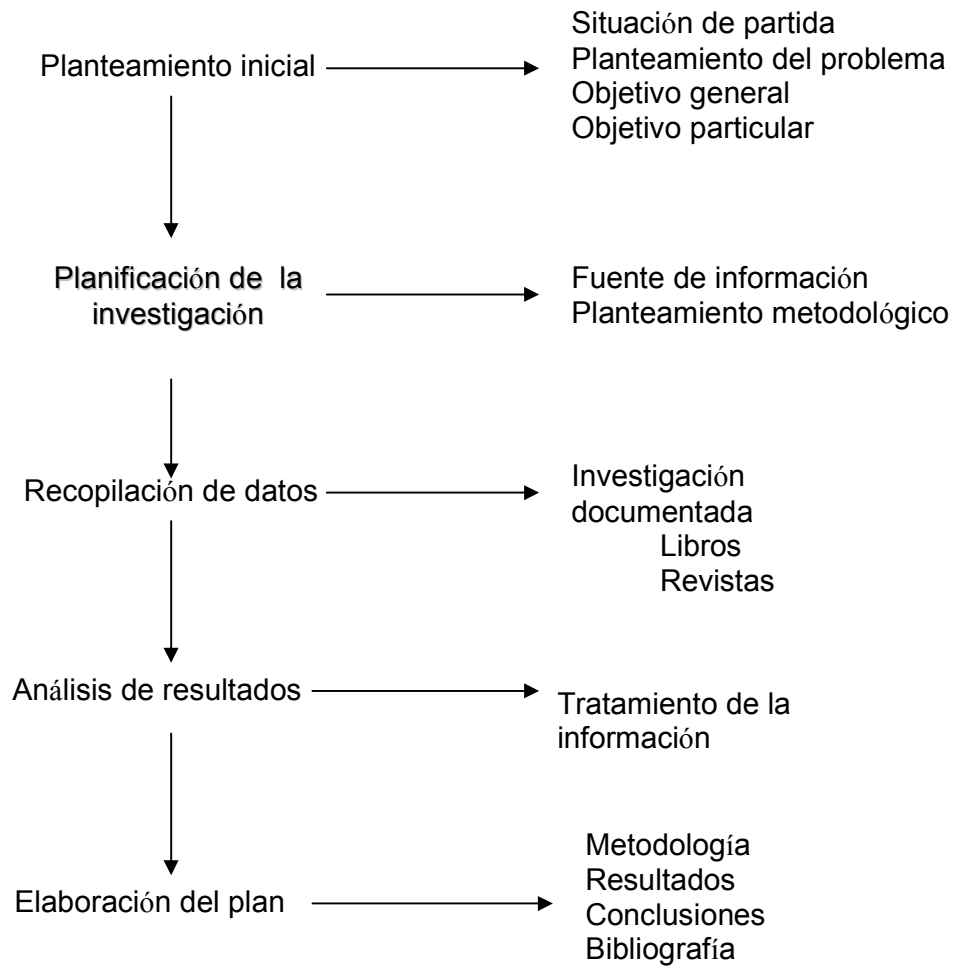 Planteamiento inicial
Situación de partida
Planteamiento del problema
Objetivo general
Objetivo particular
Planificación de la
investigación
Fuente de información
Planteamiento metodológico
Recopilación de datos
Investigación
documentada
Libros
Revistas
Análisis de resultados
Tratamiento de la
información
Elaboración del plan
Metodología
Resultados
Conclusiones
Bibliografía